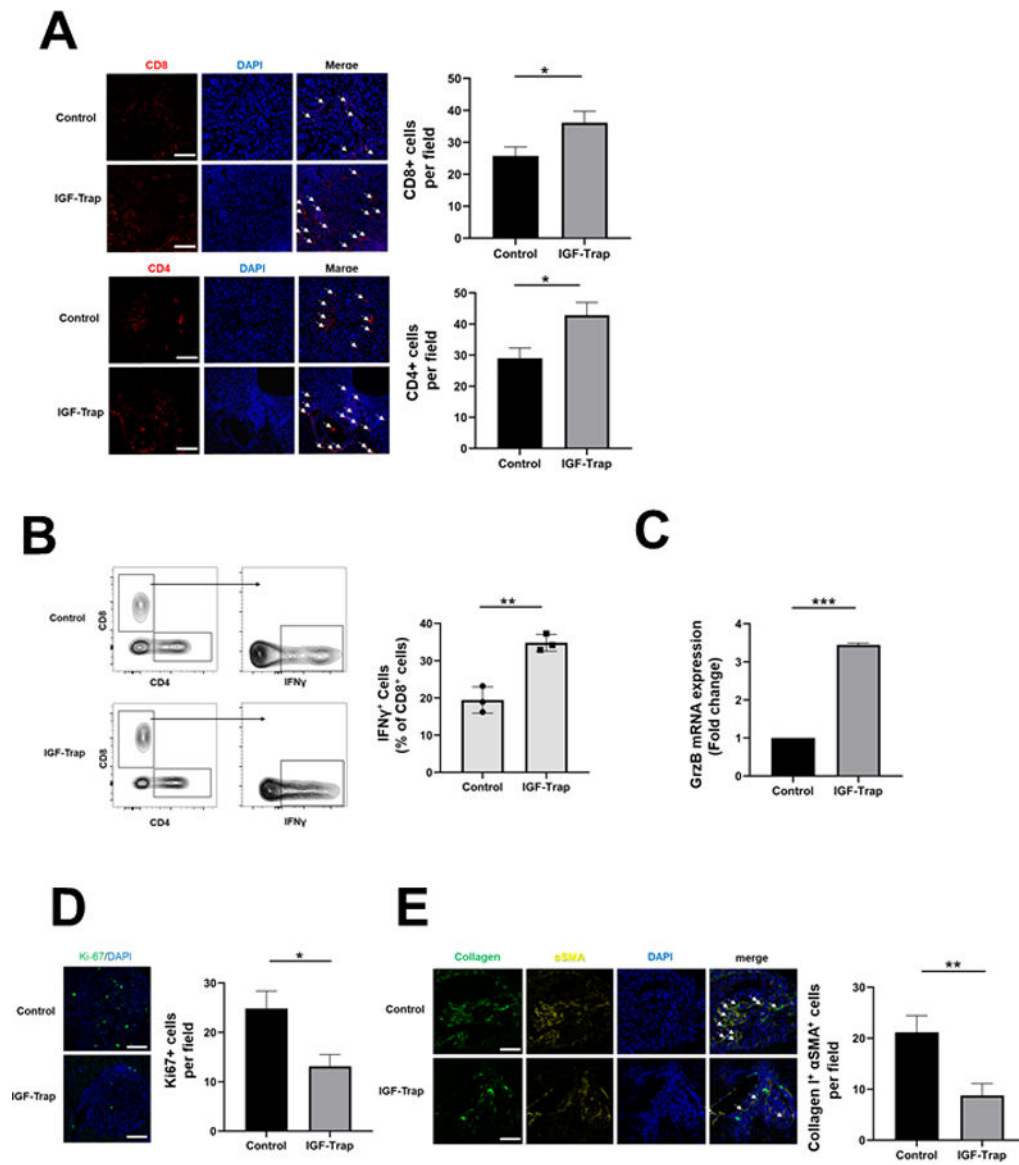 A
CD8 DAPI Merge
Control
IGF-Trap
CD8+ cells
per field
50
40
30
20
10
0
Control IGF-Trap
*
CD4 DAPI Marge
Control
IGF-Trap
CD4+ cells
per field
50
40
30
20
10
0
Control IGF-Trap
*
B
Control
CD8
CD4
IFNγ
IGF-Trap
CD8
CD4
IFNγ
IFNγ+ Cells
(% of CD8+ cells)
40
30
20
10
0
Control IGF-Trap
**
C
GrzB mRNA expression
(Fold change)
4
3
2
1
0
Control IGF-Trap
***
D
Ki-67/DAPI
Control
IGF-Trap
Ki67+ cells
per field
30
20
10
0
Control IGF-Trap
*
E
Collagen αSMA DAPI merge
Control
IGF-Trap
Collagen I+ αSMA+ cells
per field
30
20
10
0
Control IGF-Trap
**